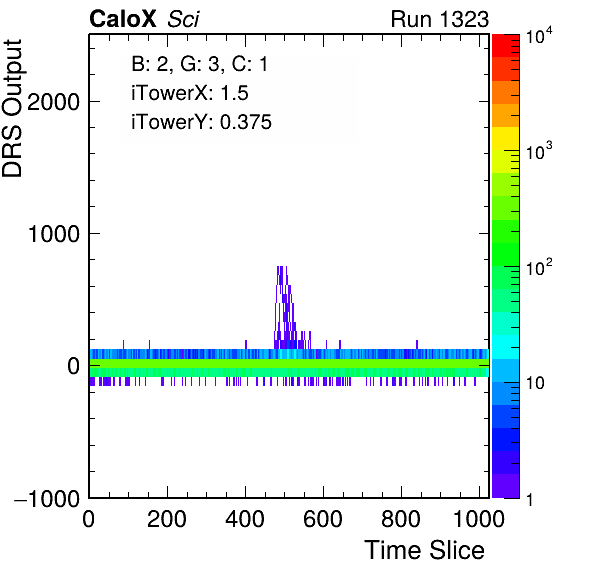 CaloX Sci Run 1323
B: 2, G: 3, C: 1
iTowerX: 1.5
iTowerY: 0.375
DRS Output
2000
1000
0
−1000
0 200 400 600 800 1000
Time Slice
10^4
10^3
10^2
10
1